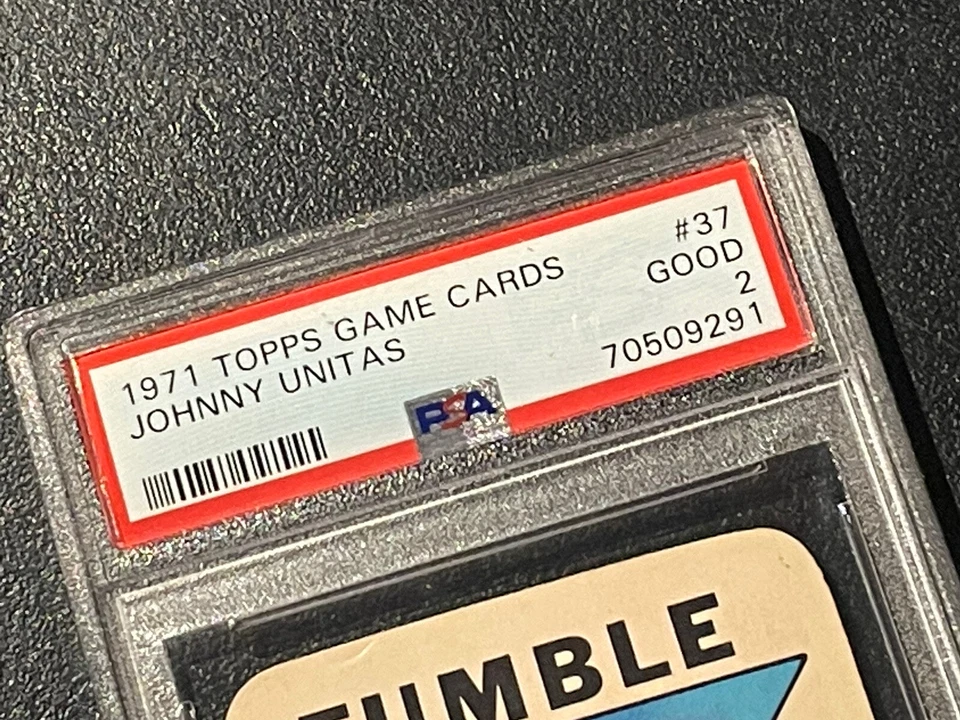 1971 TOPPS GAME CARDS #37
JOHNNY UNITAS GOOD
2
70509291
PSA
FUMBLE